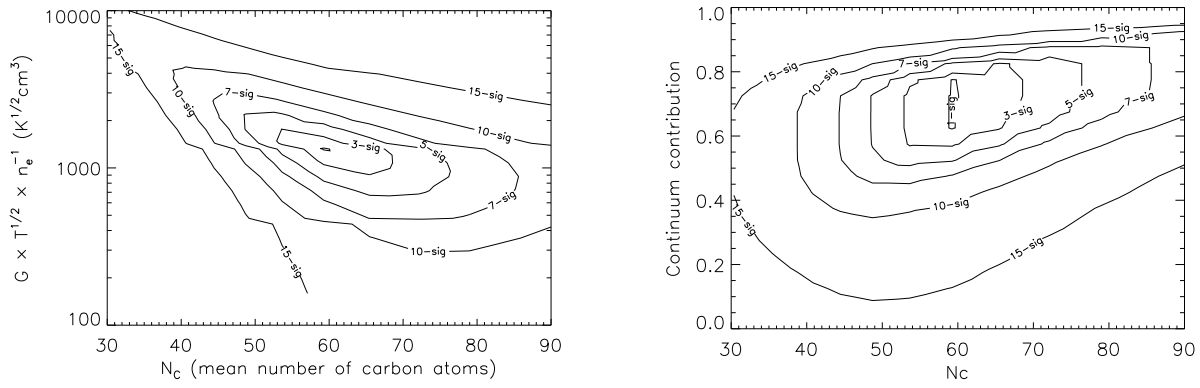 10000
1000
100
G × T^{1/2} × n_e^{-1} (K^{1/2}cm^3)
15-sig
15-sig
10-sig
7-sig
10-sig
3-sig
5-sig
7-sig
10-sig
15-sig
30 40 50 60 70 80 90
N_C (mean number of carbon atoms)
1.0
0.8
0.6
0.4
0.2
0.0
Continuum contribution
15-sig
10-sig
15-sig
7-sig
10-sig
3-sig
5-sig
7-sig
10-sig
15-sig
15-sig
30 40 50 60 70 80 90
N_C